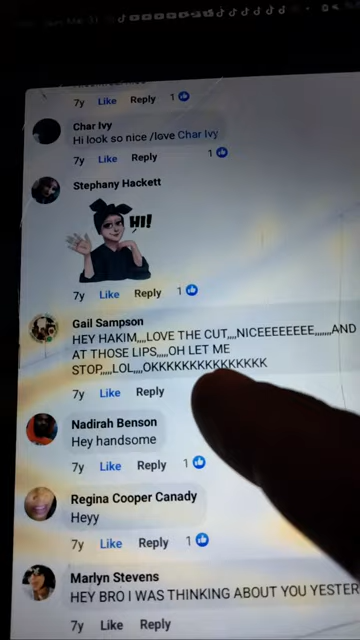 7y Like Reply 1
Char Ivy
Hi look so nice /love Char Ivy
7y Like Reply 1
Stephany Hackett
HI!
7y Like Reply 1
Gail Sampson
HEY HAKIM,,,,LOVE THE CUT,,,,NICEEEEEEEE,,,,,,,AND
AT THOSE LIPS,,,,,OH LET ME
STOP,,,,,LOL,,,,OKKKKKKKKKKKKKKKK
7y Like Reply
Nadirah Benson
Hey handsome
7y Like Reply 1
Regina Cooper Canady
Heyy
7y Like Reply 1
Marlyn Stevens
HEY BRO I WAS THINKING ABOUT YOU YESTER
7y Like Reply